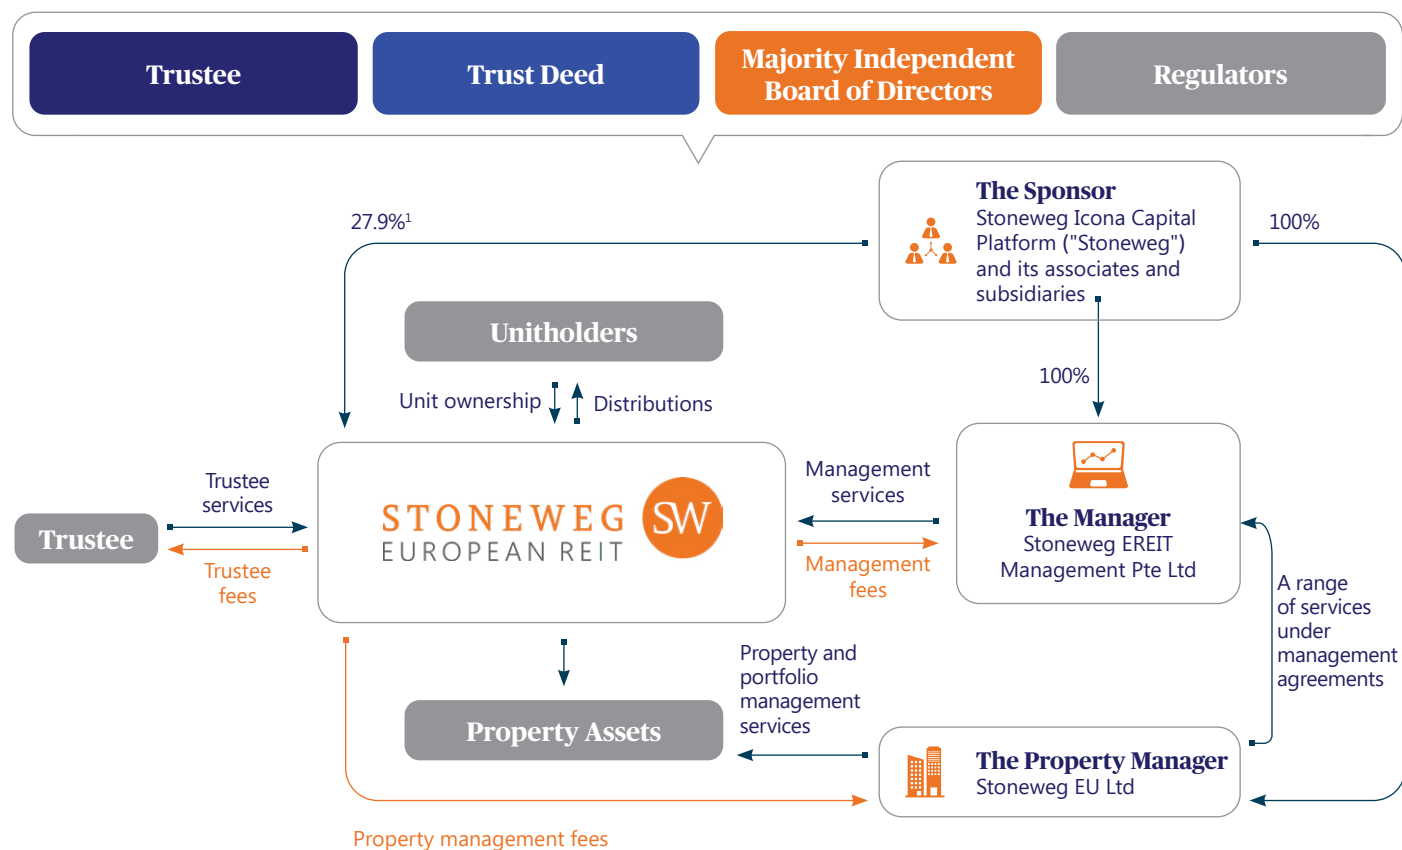 Trustee
Trust Deed
Majority Independent
Board of Directors
Regulators
The Sponsor
Stoneweg Icona Capital
Platform ("Stoneweg")
and its associates and
subsidiaries
27.9%¹
100%
Unitholders
100%
Unit ownership
Distributions
Trustee
services
Trustee
Trustee
fees
STONEWEG
EUROPEAN REIT
SW
Management
services
Management
fees
The Manager
Stoneweg EREIT
Management Pte Ltd
A range
of services
under
management
agreements
Property and
portfolio
management
services
Property Assets
The Property Manager
Stoneweg EU Ltd
Property management fees